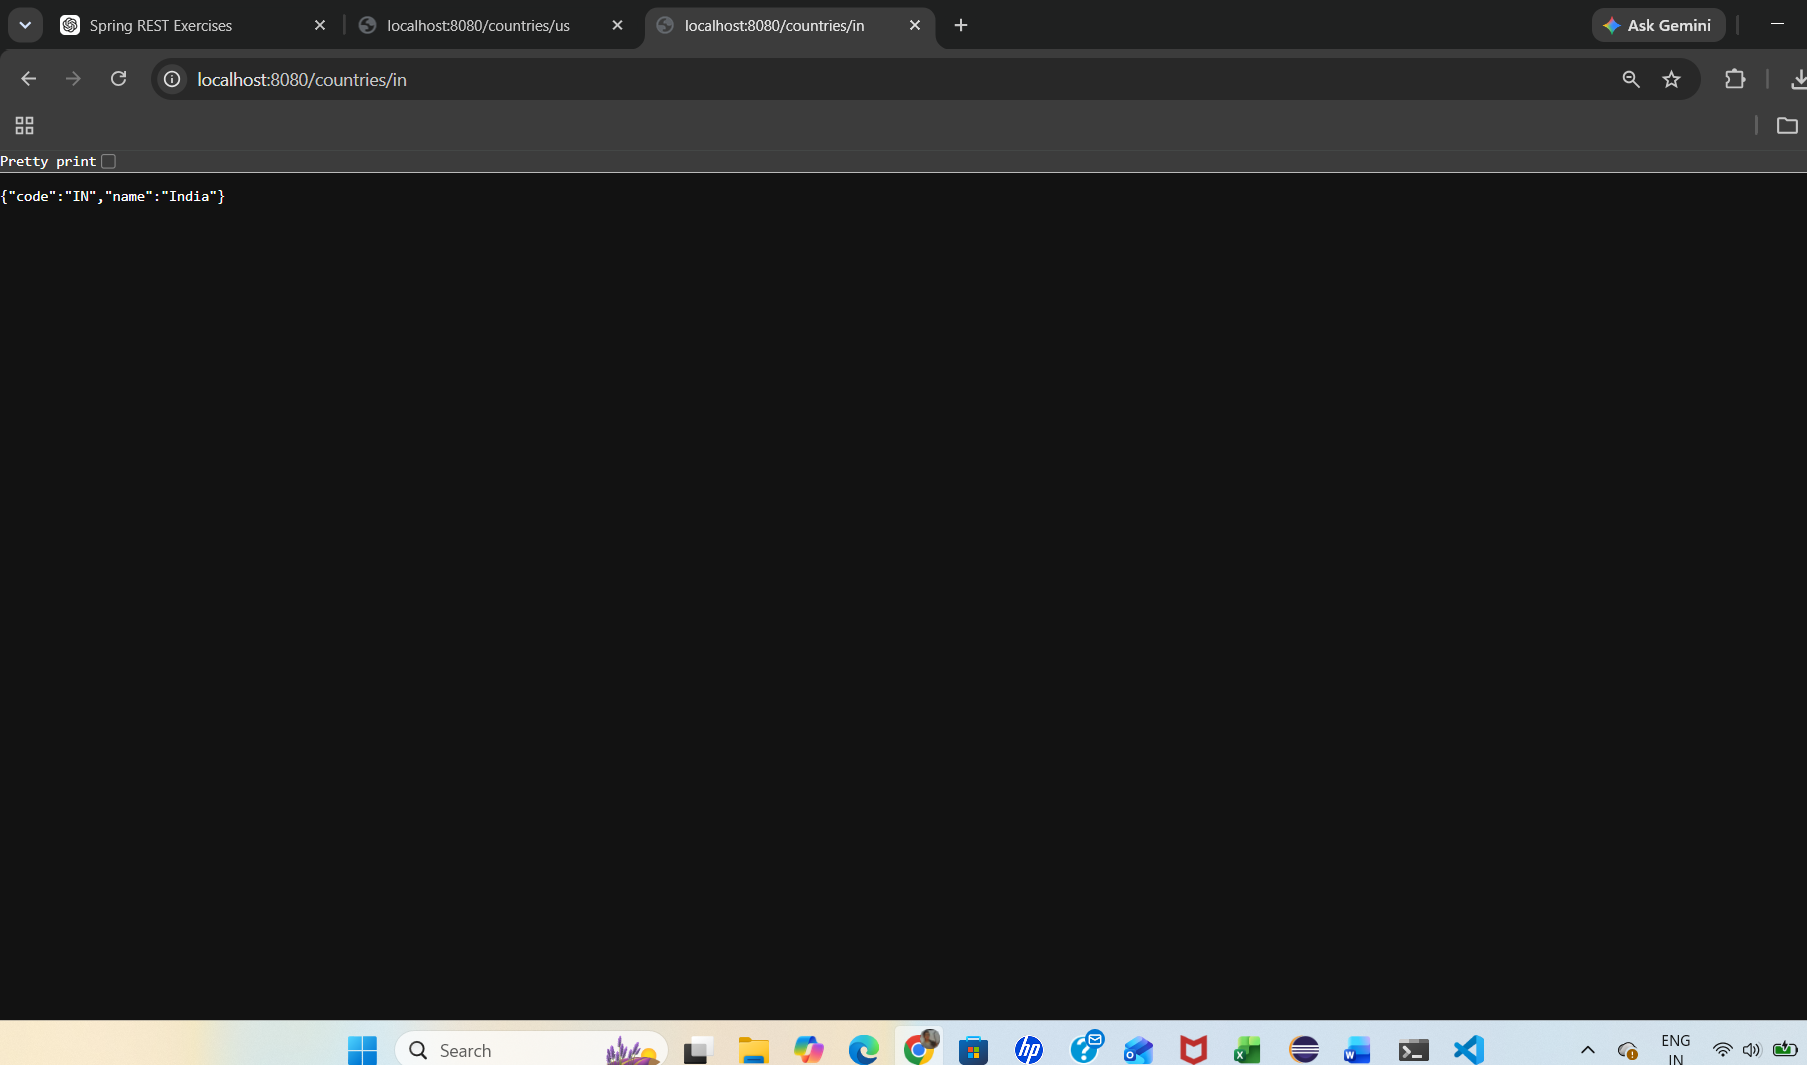 Spring REST Exercises
localhost:8080/countries/us
localhost:8080/countries/in
Ask Gemini
localhost:8080/countries/in
Pretty print
{"code":"IN","name":"India"}
Search
hp
ENG
IN